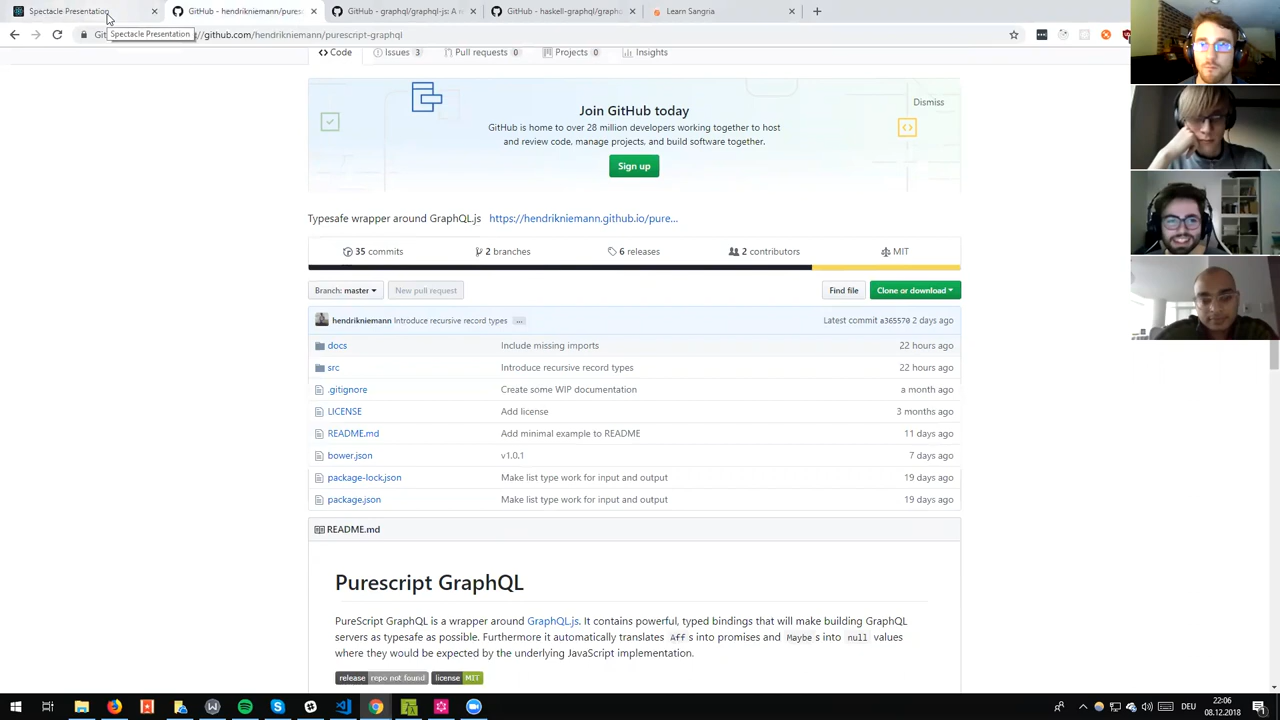 Spectacle Presentation
GitHub - hendrikniemann/puresc
GitHub - graphql/graphql-js: A r
GitHub - haskell-graphql/grapho
Learn Sangria
Spectacle Presentation
//github.com/hendrikniemann/purescript-graphql
Code
Issues 3
Pull requests 0
Projects 0
Insights
Join GitHub today
Dismiss
GitHub is home to over 28 million developers working together to host
and review code, manage projects, and build software together.
Sign up
Typesafe wrapper around GraphQL.js https://hendrikniemann.github.io/pure...
35 commits
2 branches
6 releases
2 contributors
MIT
Branch: master
New pull request
Find file
Clone or download
hendrikniemann Introduce recursive record types ...
Latest commit a365570 2 days ago
docs Include missing imports 22 hours ago
src Introduce recursive record types 22 hours ago
.gitignore Create some WIP documentation a month ago
LICENSE Add license 3 months ago
README.md Add minimal example to README 11 days ago
bower.json v1.0.1 7 days ago
package-lock.json Make list type work for input and output 19 days ago
package.json Make list type work for input and output 19 days ago
README.md
Purescript GraphQL
PureScript GraphQL is a wrapper around GraphQL.js. It contains powerful, typed bindings that will make building GraphQL
servers as typesafe as possible. Furthermore it automatically translates Aff s into promises and Maybe s into null values
where they would be expected by the underlying JavaScript implementation.
release repo not found license MIT
DEU
22:06
08.12.2018